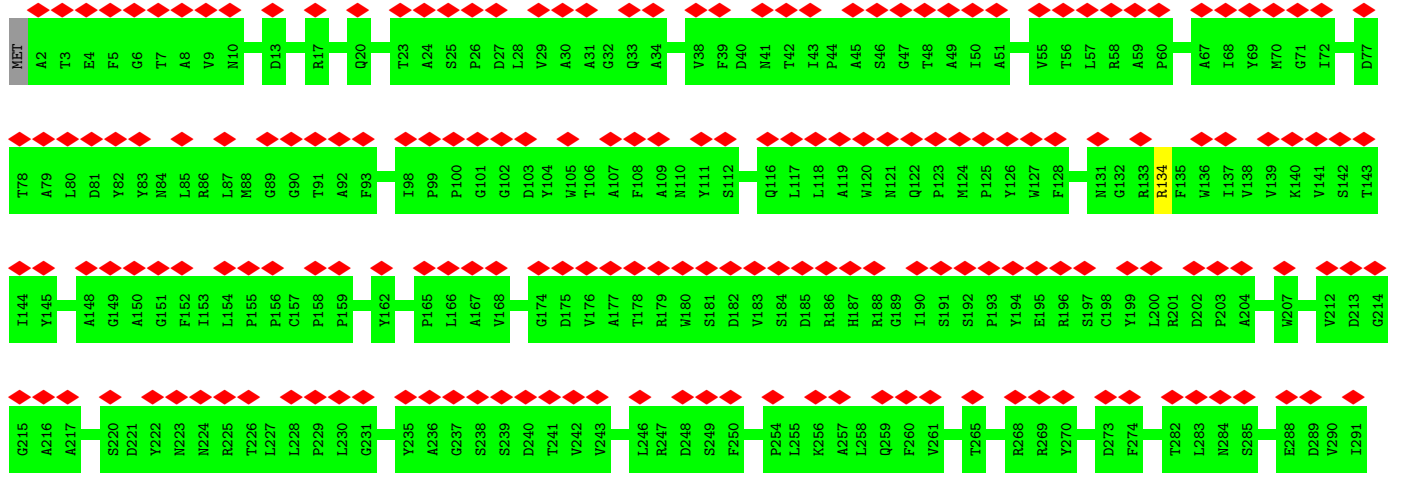 MET A2 T3 E4 F5 G6 T7 A8 V9 N10 D13 R17 Q20 T23 A24 S25 P26 D27 L28 V29 A30 A31 G32 Q33 A34 V38 F39 D40 N41 T42 I43 P44 A45 S46 G47 T48 A49 I50 A51 V55 T56 L57 R58 A59 P60 A67 I68 Y69 M70 G71 I72 D77
T78 A79 L80 D81 Y82 Y83 N84 L85 R86 L87 M88 G89 G90 T91 A92 F93 I98 P99 P100 G101 G102 D103 Y104 W105 T106 A107 F108 A109 N110 Y111 S112 Q116 L117 L118 A119 W120 N121 Q122 P123 M124 P125 Y126 W127 F128 N131 G132 R133 R134 F135 W136 I137 V138 V139 K140 V141 S142 T143
I144 Y145 A148 G149 A150 G151 F152 I153 L154 P155 P156 C157 P158 P159 Y162 P165 L166 A167 V168 G174 D175 V176 A177 T178 R179 W180 S181 D182 V183 S184 D185 R186 H187 R188 G189 I190 S191 S192 P193 Y194 E195 R196 S197 C198 Y199 L200 R201 D202 P203 A204 W207 V212 D213 G214
G215 A216 A217 S220 D221 Y222 N223 N224 R225 T226 L227 L228 P229 L230 G231 Y235 A236 G237 S238 S239 D240 T241 V242 V243 L246 R247 D248 S249 F250 P254 L255 K256 A257 L258 Q259 F260 V261 T265 R268 R269 Y270 D273 F274 T282 L283 N284 S285 E288 D289 V290 I291